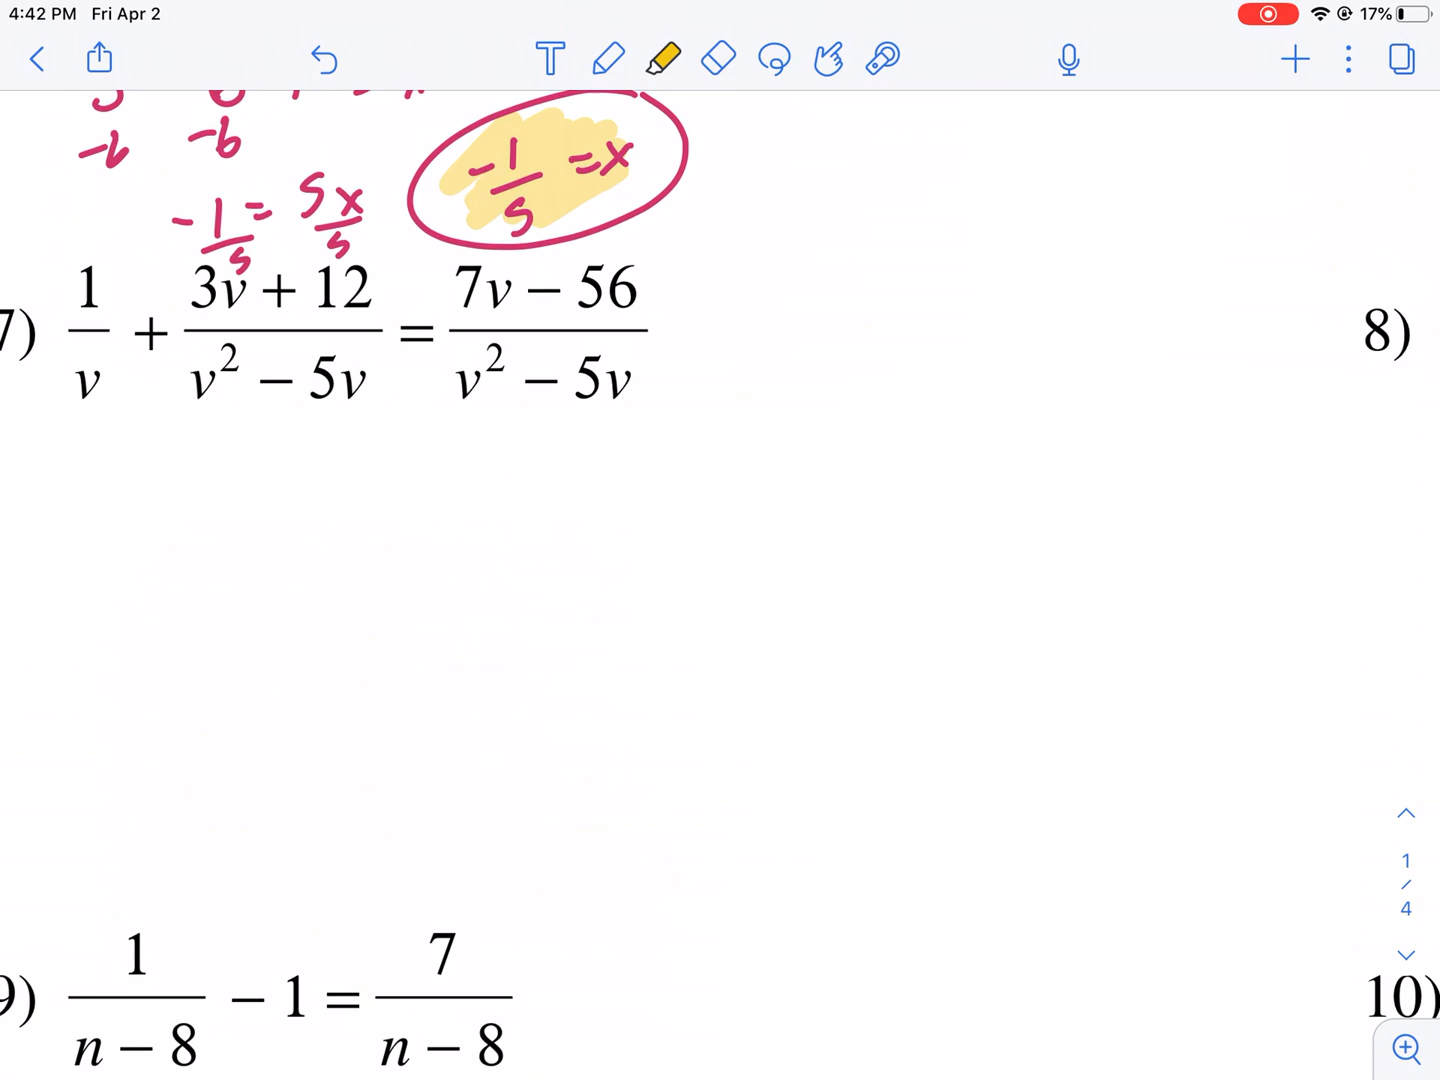 4:42 PM Fri Apr 2 17%
-6 -6
-1/5 = 5x/5
-1/5 = x
7) 1/v + (3v + 12)/(v² − 5v) = (7v − 56)/(v² − 5v)
8)
1
/
4
9) 1/(n − 8) − 1 = 7/(n − 8)
10)